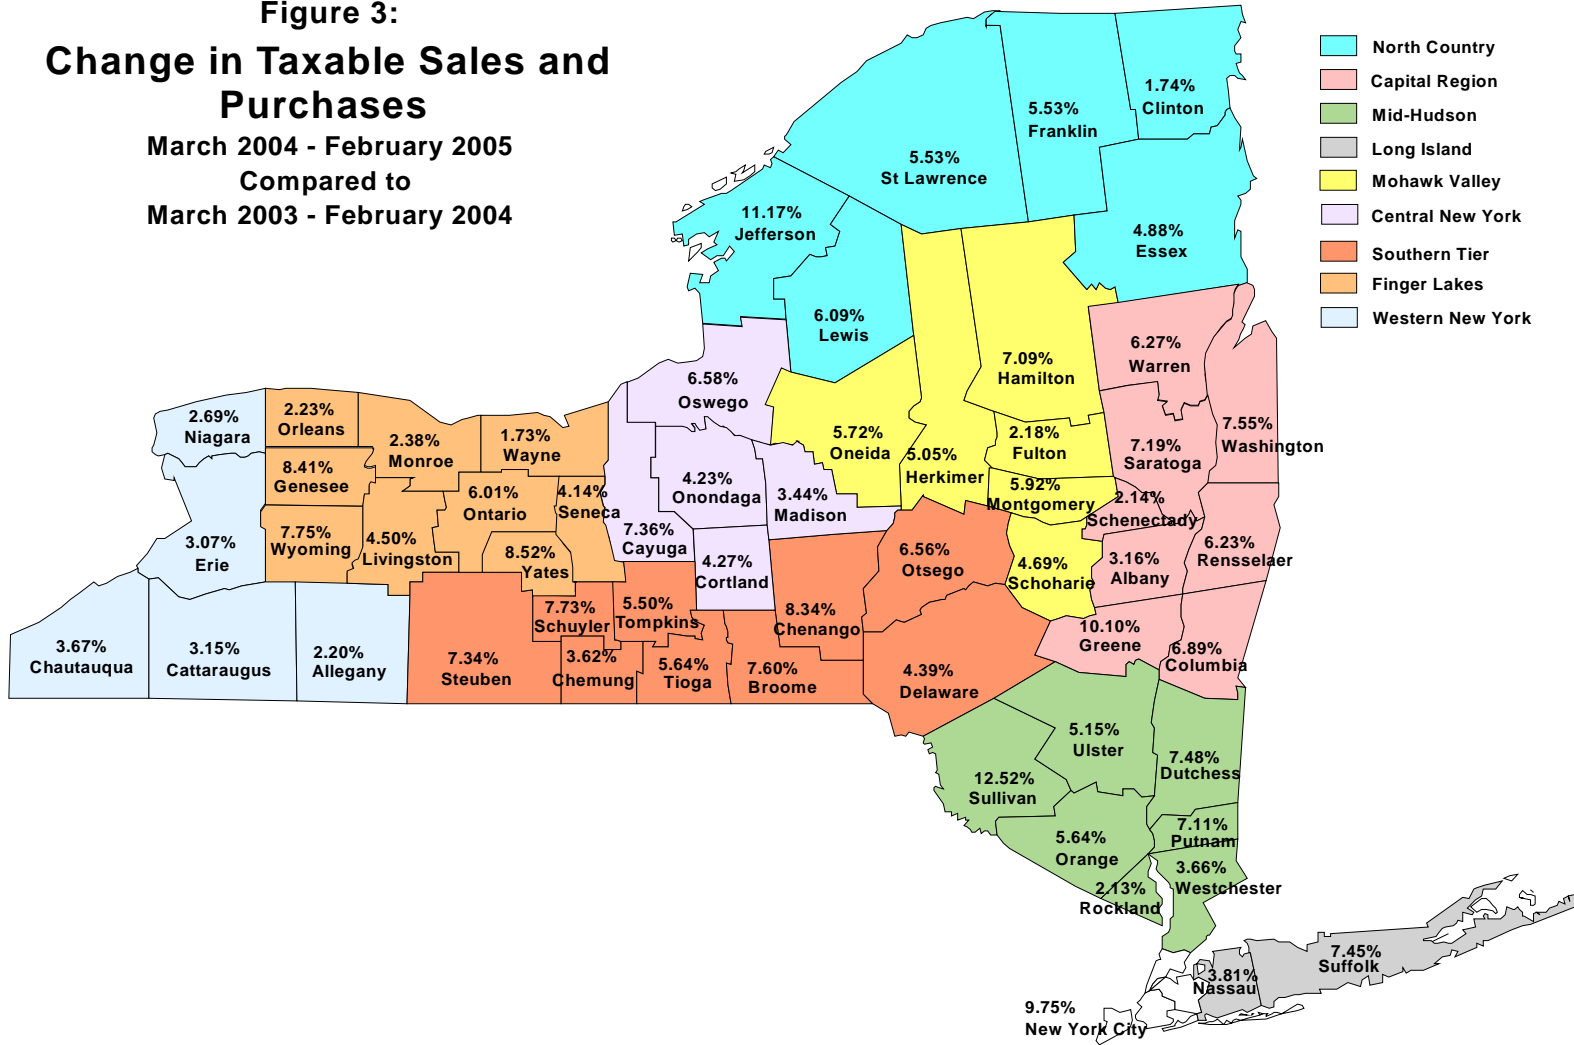 Figure 3:
Change in Taxable Sales and
Purchases
March 2004 - February 2005
Compared to
March 2003 - February 2004
North Country
Capital Region
Mid-Hudson
Long Island
Mohawk Valley
Central New York
Southern Tier
Finger Lakes
Western New York
1.74%
Clinton
5.53%
Franklin
5.53%
St Lawrence
11.17%
Jefferson
4.88%
Essex
6.09%
Lewis
6.27%
Warren
7.09%
Hamilton
6.58%
Oswego
2.69%
Niagara
2.23%
Orleans
2.38%
Monroe
1.73%
Wayne
5.72%
Oneida
5.05%
Herkimer
2.18%
Fulton
7.19%
Saratoga
7.55%
Washington
8.41%
Genesee
6.01%
Ontario
4.14%
Seneca
4.23%
Onondaga
3.44%
Madison
5.92%
Montgomery
2.14%
Schenectady
3.07%
Erie
7.75%
Wyoming
4.50%
Livingston
8.52%
Yates
7.36%
Cayuga
4.27%
Cortland
6.56%
Otsego
4.69%
Schoharie
3.16%
Albany
6.23%
Rensselaer
3.67%
Chautauqua
3.15%
Cattaraugus
2.20%
Allegany
7.34%
Steuben
7.73%
Schuyler
5.50%
Tompkins
3.62%
Chemung
5.64%
Tioga
7.60%
Broome
8.34%
Chenango
4.39%
Delaware
10.10%
Greene
6.89%
Columbia
5.15%
Ulster
7.48%
Dutchess
12.52%
Sullivan
5.64%
Orange
7.11%
Putnam
3.66%
Westchester
2.13%
Rockland
7.45%
Suffolk
3.81%
Nassau
9.75%
New York City